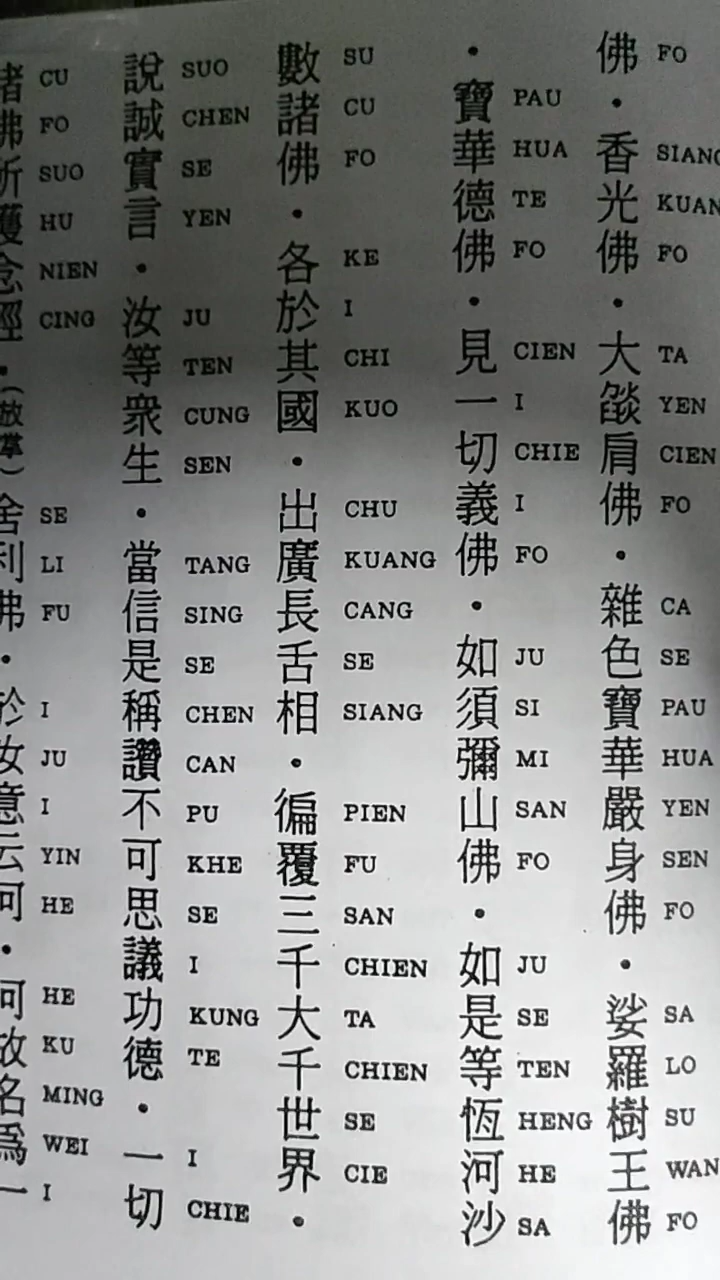 佛・香光佛・大燄肩佛・雜色寶華嚴身佛・娑羅樹王佛
FO SIANG KUAN FO TA YEN CIEN FO CA SE PAU HUA YEN SEN FO SA LO SU WAN FO
・寶華德佛・見一切義佛・如須彌山佛・如是等恆河沙
PAU HUA TE FO CIEN I CHIE I FO JU SI MI SAN FO JU SE TEN HENG HE SA
數諸佛・各於其國・出廣長舌相・徧覆三千大千世界・
SU CU FO KE I CHI KUO CHU KUANG CANG SE SIANG PIEN FU SAN CHIEN TA CHIEN SE CIE
說誠實言・汝等衆生・當信是稱讚不可思議功德・一切
SUO CHEN SE YEN JU TEN CUNG SEN TANG SING SE CHEN CAN PU KHE SE I KUNG TE I CHIE
諸佛所護念經・(放掌)舍利弗・於汝意云何・何故名爲一
CU FO SUO HU NIEN CING SE LI FU I JU I YIN HE HE KU MING WEI I